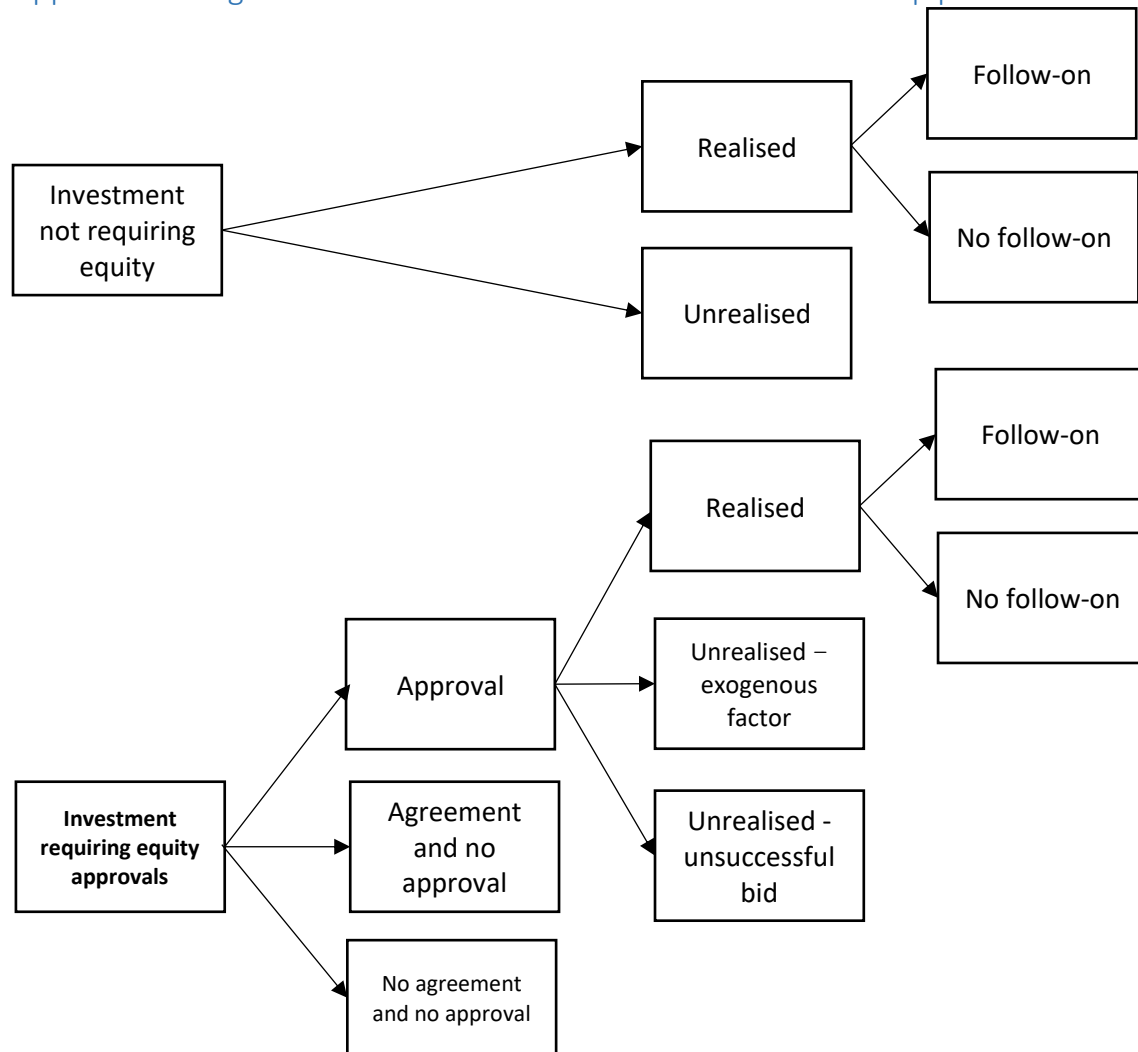 Follow-on
Realised
Investment
not requiring
equity
No follow-on
Unrealised
Follow-on
Realised
No follow-on
Unrealised –
exogenous
factor
Approval
Investment
requiring equity
approvals
Agreement
and no
approval
Unrealised -
unsuccessful
bid
No agreement
and no approval